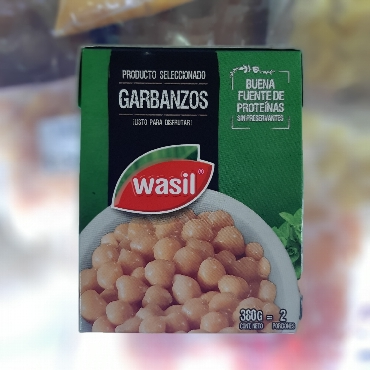 PRODUCTO SELECCIONADO
GARBANZOS
¡LISTO PARA DISFRUTAR!
BUENA
FUENTE DE
PROTEÍNAS
SIN PRESERVANTES
wasil®
380G = 2
CONT. NETO PORCIONES